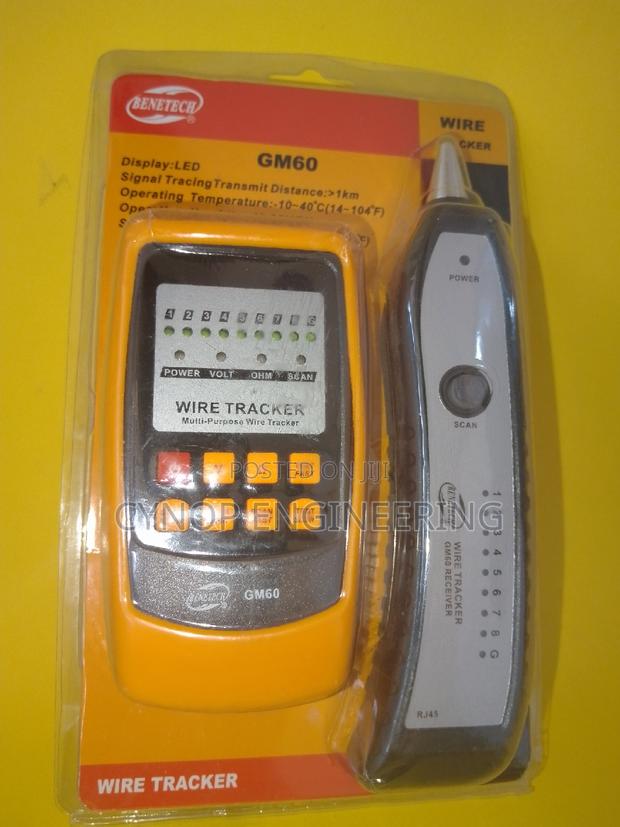 BENETECH
®
WIRE
GM60
Display:LED
Signal Tracing Transmit Distance:>1km
Operating Temperature:-10~40°C(14~104°F)
1 2 3 4 5 6 7 8 G
POWER VOLT OHM SCAN
WIRE TRACKER
Multi-Purpose Wire Tracker
BENETECH
GM60
POWER
SCAN
1
3
4
5
6
7
8
G
BENETECH
WIRE TRACKER
GM60 RECEIVER
RJ45
WIRE TRACKER
POSTED ON JIJI
CYNOP ENGINEERING